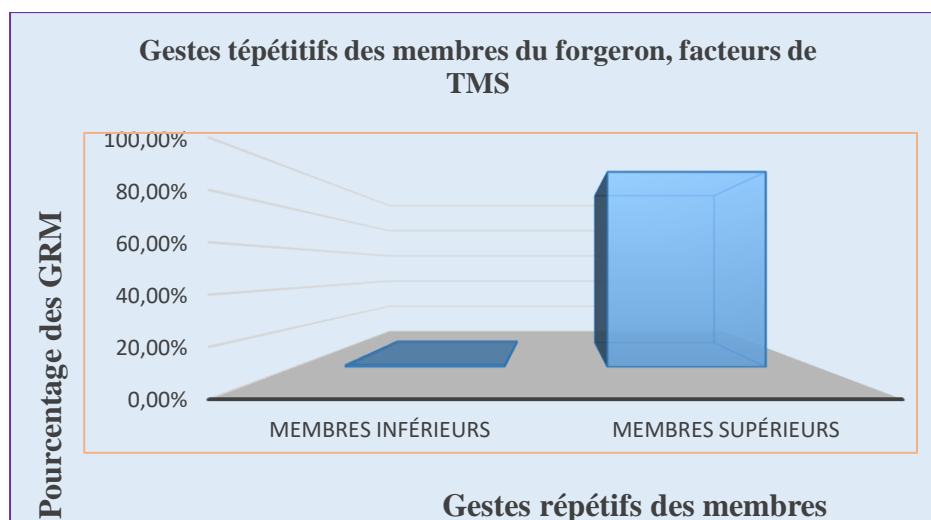 Gestes tépétitifs des membres du forgeron, facteurs de
TMS
Pourcentage des GRM
100,00%
80,00%
60,00%
40,00%
20,00%
0,00%
MEMBRES INFÉRIEURS
MEMBRES SUPÉRIEURS
Gestes répétifs des membres